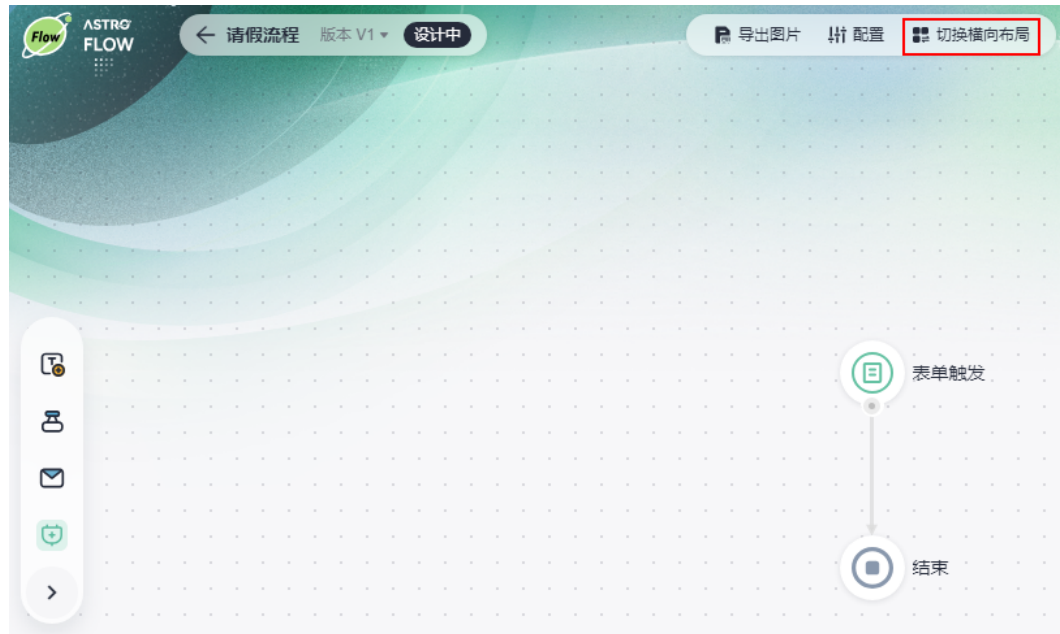 Flow
ASTRO
FLOW
请假流程 版本 V1 设计中
导出图片 配置 切换横向布局
表单触发
结束